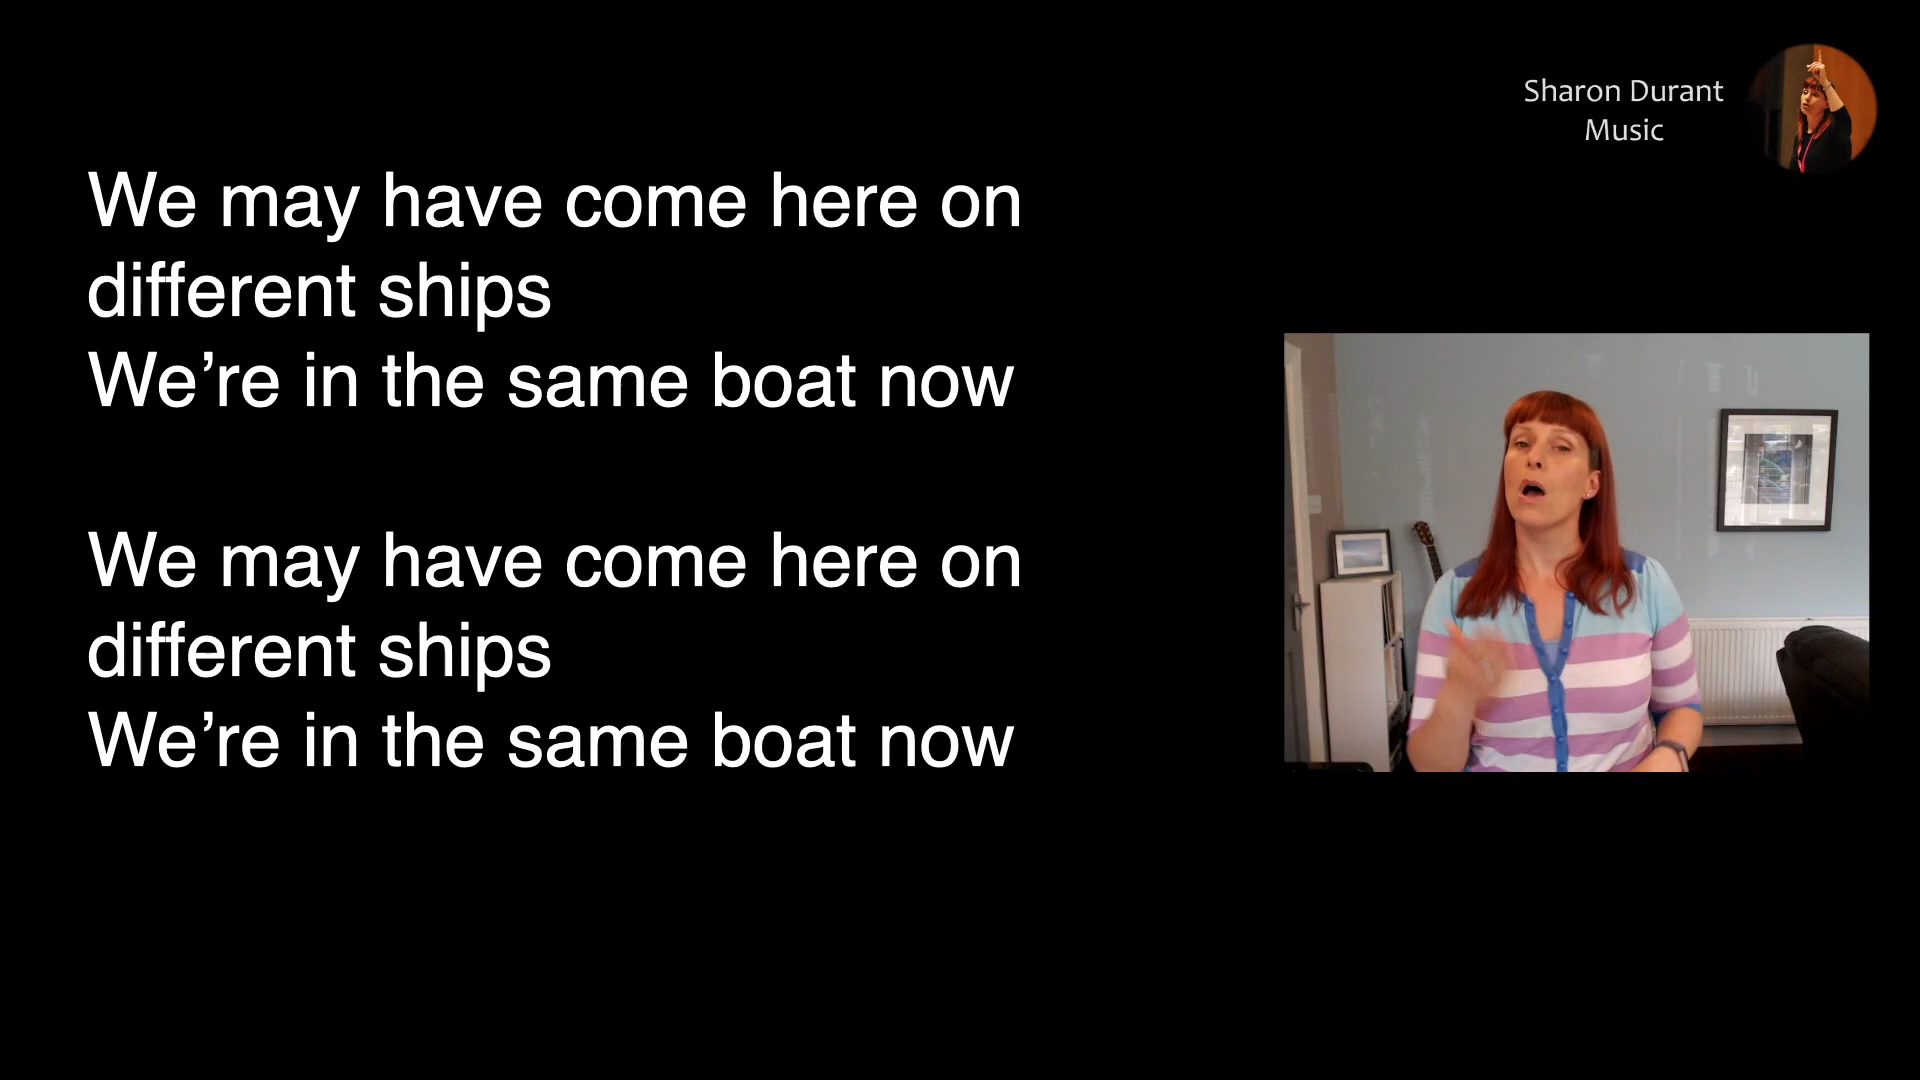 Sharon Durant
Music
We may have come here on
different ships
We’re in the same boat now
We may have come here on
different ships
We’re in the same boat now